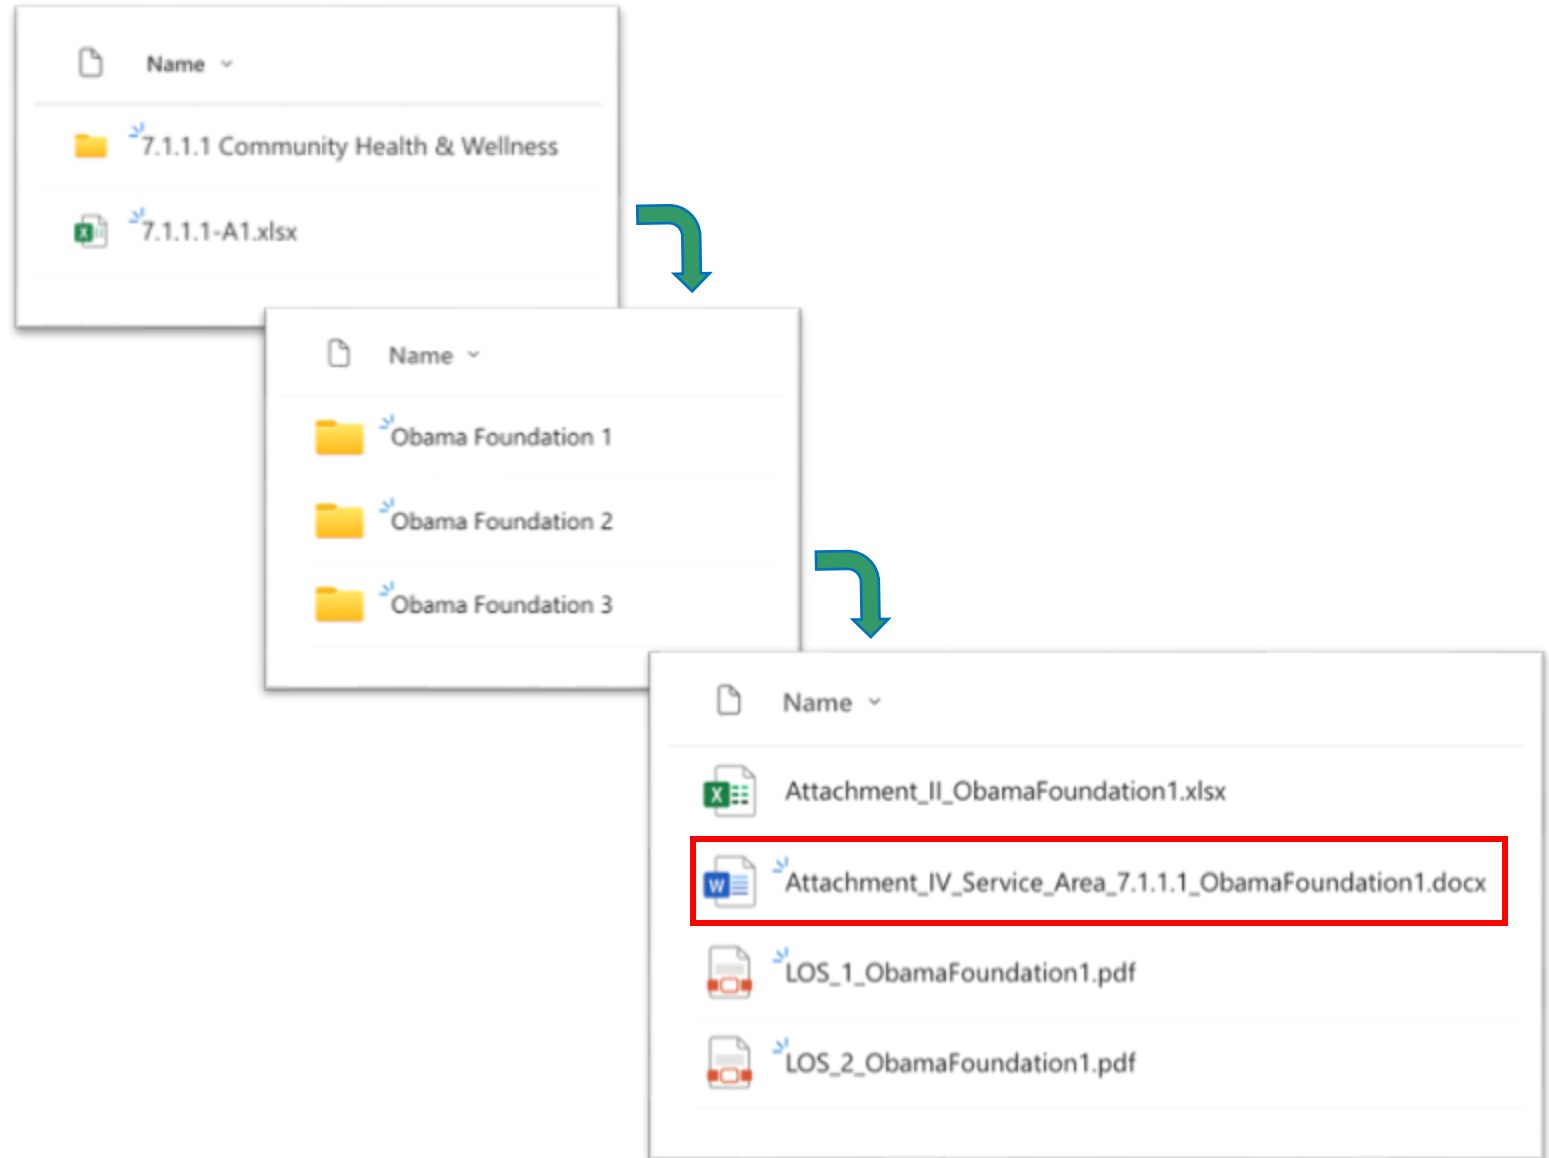 Name
7.1.1.1 Community Health & Wellness
7.1.1.1-A1.xlsx
Name
Obama Foundation 1
Obama Foundation 2
Obama Foundation 3
Name
Attachment_II_ObamaFoundation1.xlsx
Attachment_IV_Service_Area_7.1.1.1_ObamaFoundation1.docx
LOS_1_ObamaFoundation1.pdf
LOS_2_ObamaFoundation1.pdf